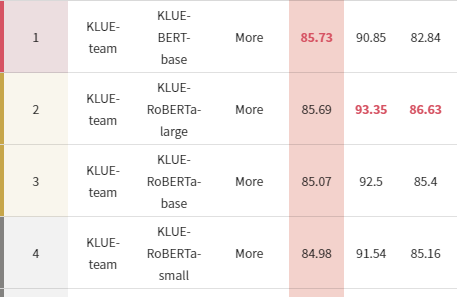 1 KLUE-team KLUE-BERT-base More 85.73 90.85 82.84
2 KLUE-team KLUE-RoBERTa-large More 85.69 93.35 86.63
3 KLUE-team KLUE-RoBERTa-base More 85.07 92.5 85.4
4 KLUE-team KLUE-RoBERTa-small More 84.98 91.54 85.16